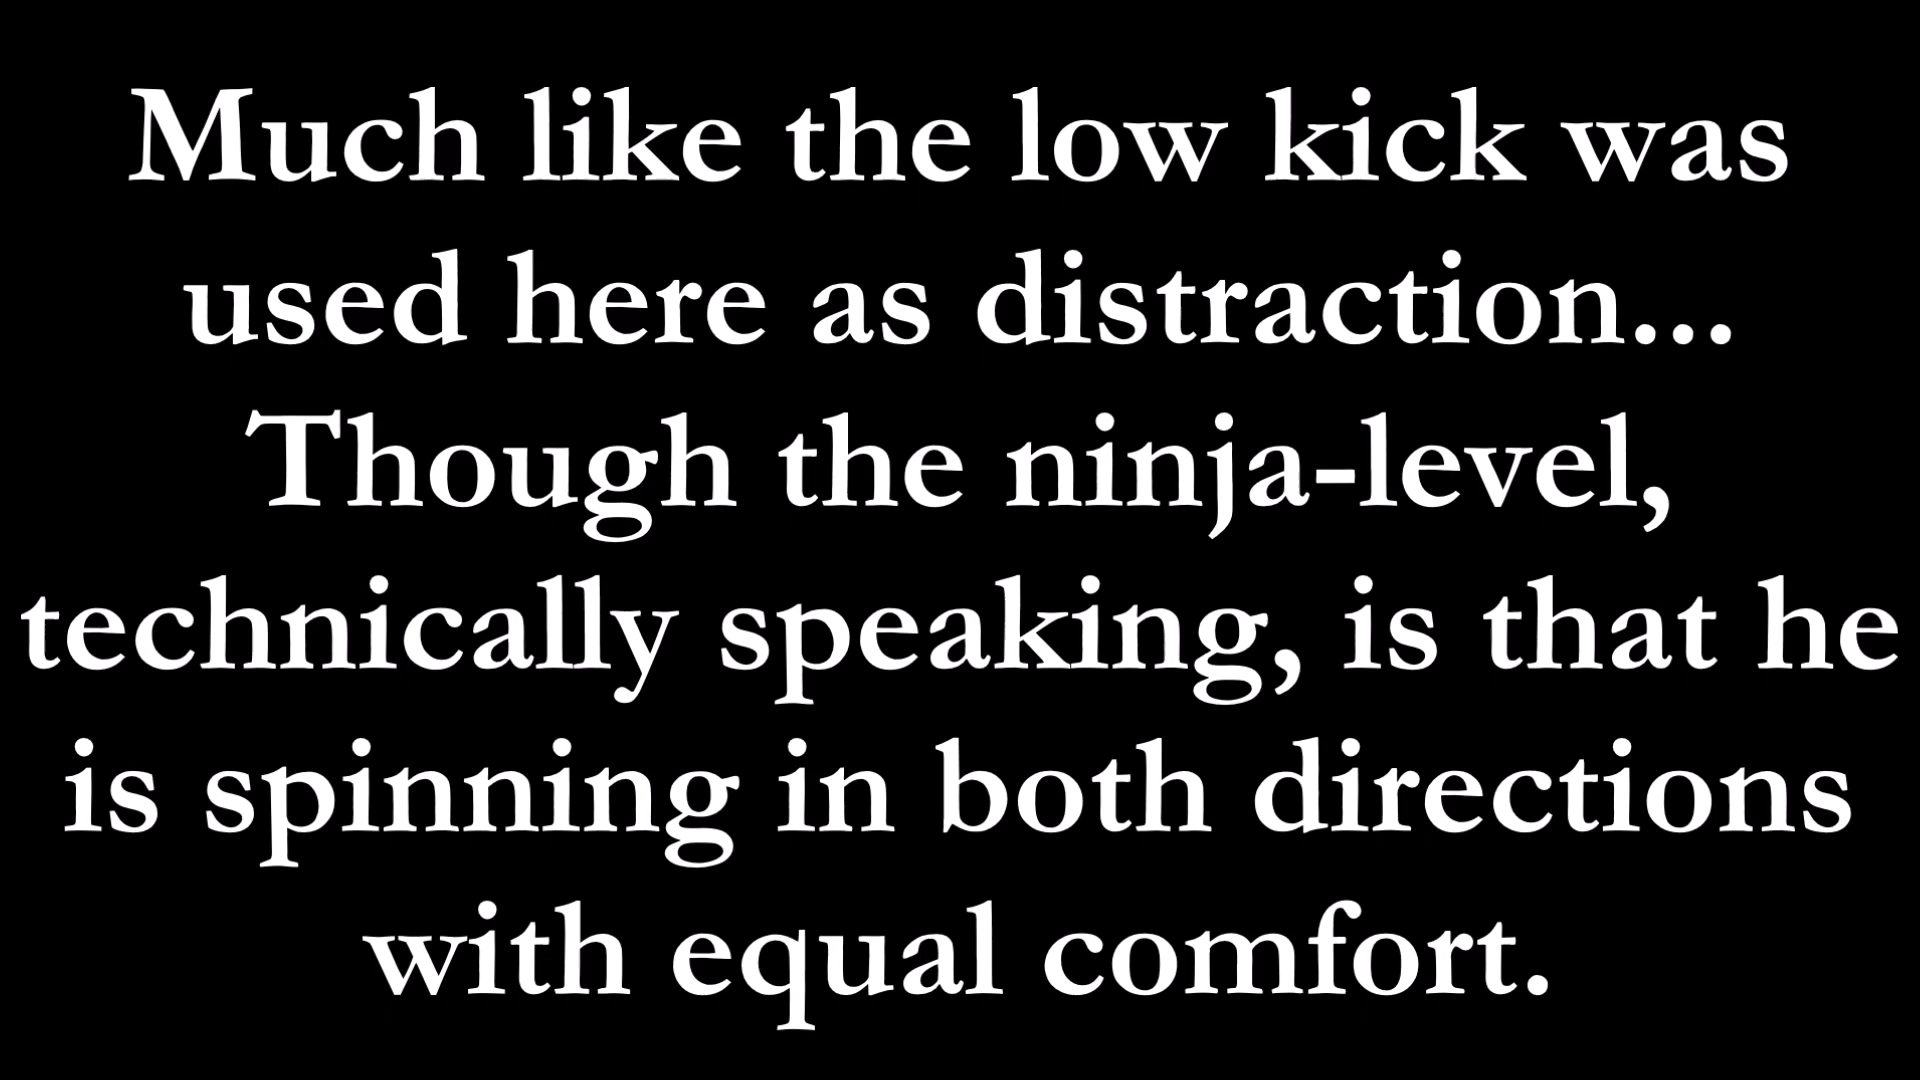 Much like the low kick was
used here as distraction...
Though the ninja-level,
technically speaking, is that he
is spinning in both directions
with equal comfort.